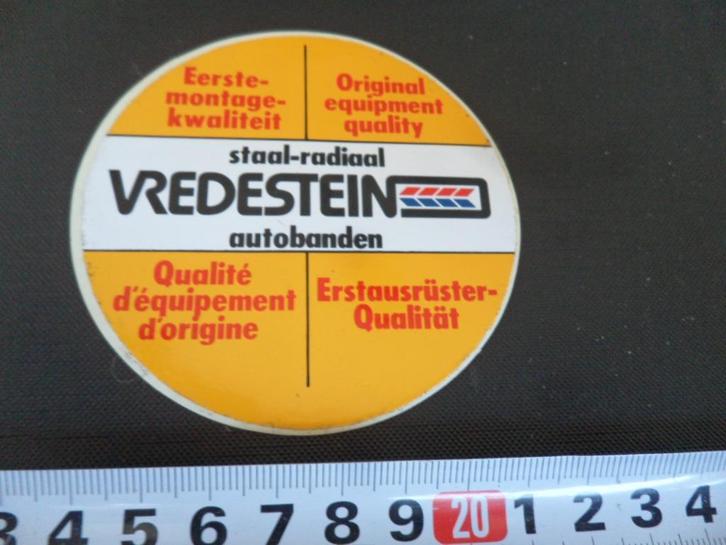 Eerste-
montage-
kwaliteit
Original
equipment
quality
staal-radiaal
VREDESTEIN
autobanden
Qualité
d'équipement
d'origine
Erstausrüster-
Qualität
3 4 5 6 7 8 9 20 1 2 3 4